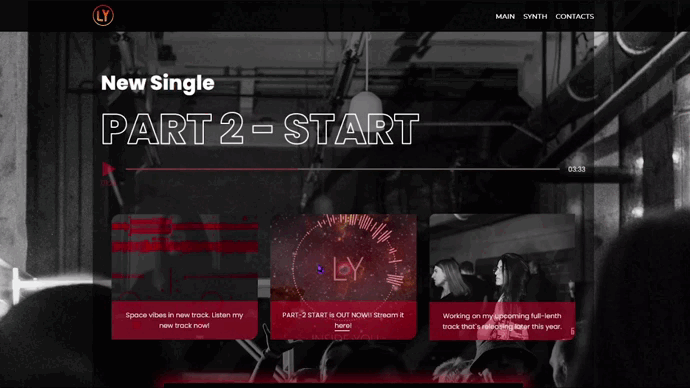 LY
MAIN SYNTH CONTACTS
New Single
PART 2 – START
03:33
LY
Space vibes in new track. Listen my
new track now!
PART-2 START is OUT NOW!! Stream it
here!
Working on my upcoming full-lenth
track that's releasing later this year.